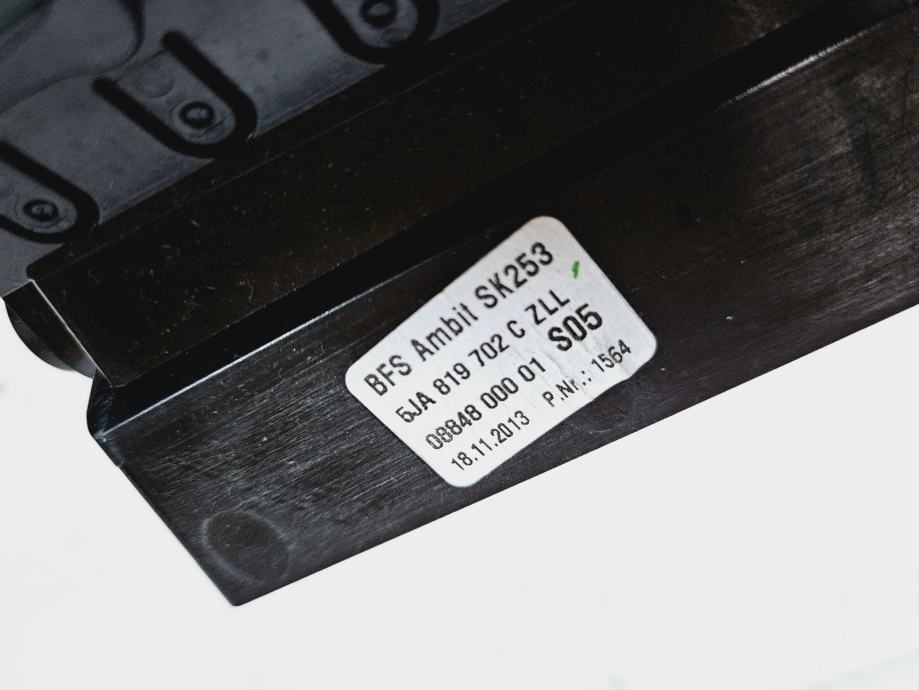 BFS Ambit SK253
5JA 819 702 C ZLL
08848 000 01 S05
18.11.2013 P.Nr.: 1564